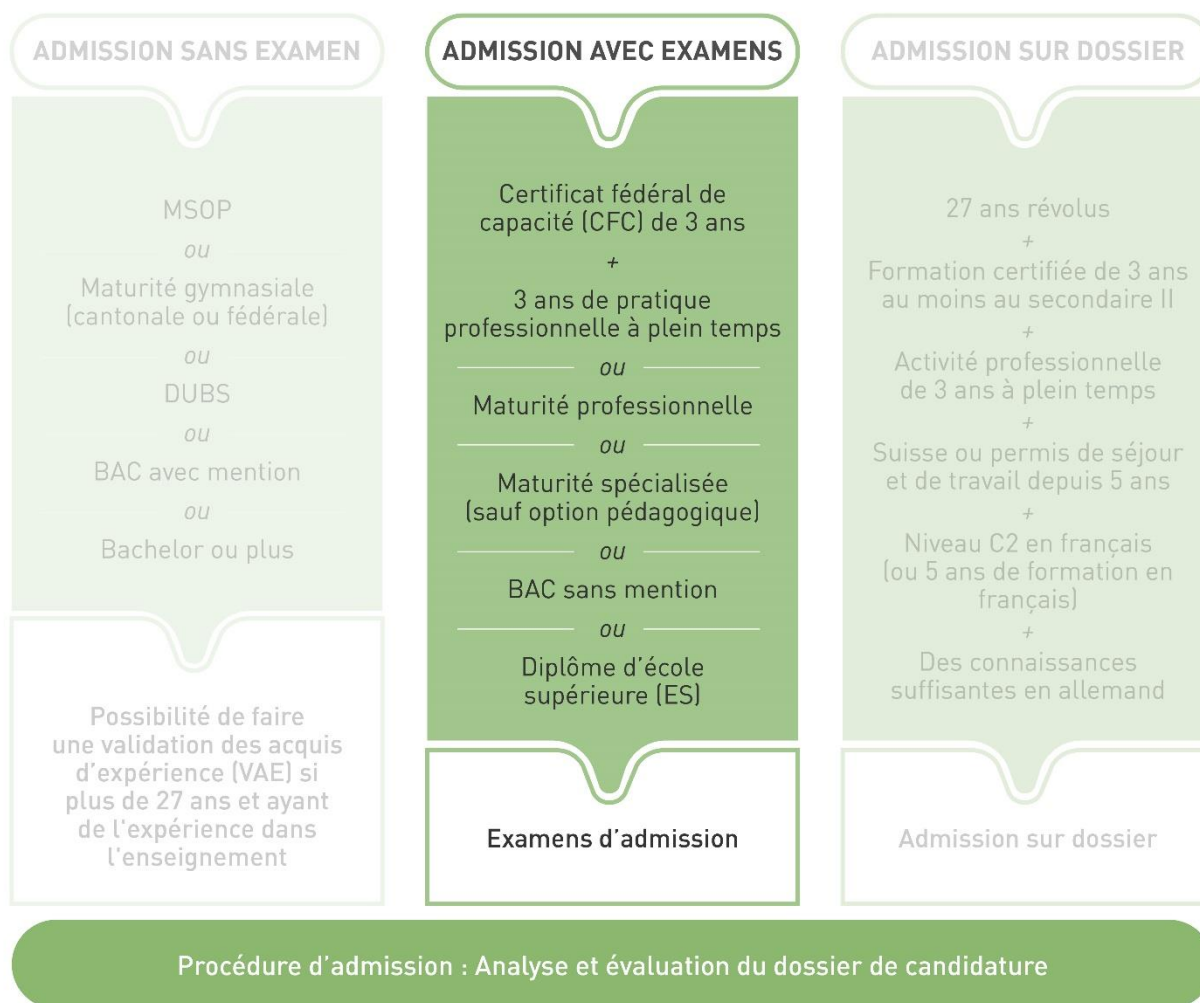 ADMISSION SANS EXAMEN
MSOP
ou
Maturité gymnasiale
(cantonale ou fédérale)
ou
DUBS
ou
BAC avec mention
ou
Bachelor ou plus
Possibilité de faire
une validation des acquis
d'expérience (VAE) si
plus de 27 ans et ayant
de l'expérience dans
l'enseignement
ADMISSION AVEC EXAMENS
Certificat fédéral de
capacité (CFC) de 3 ans
+
3 ans de pratique
professionnelle à plein temps
ou
Maturité professionnelle
ou
Maturité spécialisée
(sauf option pédagogique)
ou
BAC sans mention
ou
Diplôme d'école
supérieure (ES)
Examens d'admission
ADMISSION SUR DOSSIER
27 ans révolus
+
Formation certifiée de 3 ans
au moins au secondaire II
+
Activité professionnelle
de 3 ans à plein temps
+
Suisse ou permis de séjour
et de travail depuis 5 ans
+
Niveau C2 en français
(ou 5 ans de formation en
français)
+
Des connaissances
suffisantes en allemand
Admission sur dossier
Procédure d'admission : Analyse et évaluation du dossier de candidature